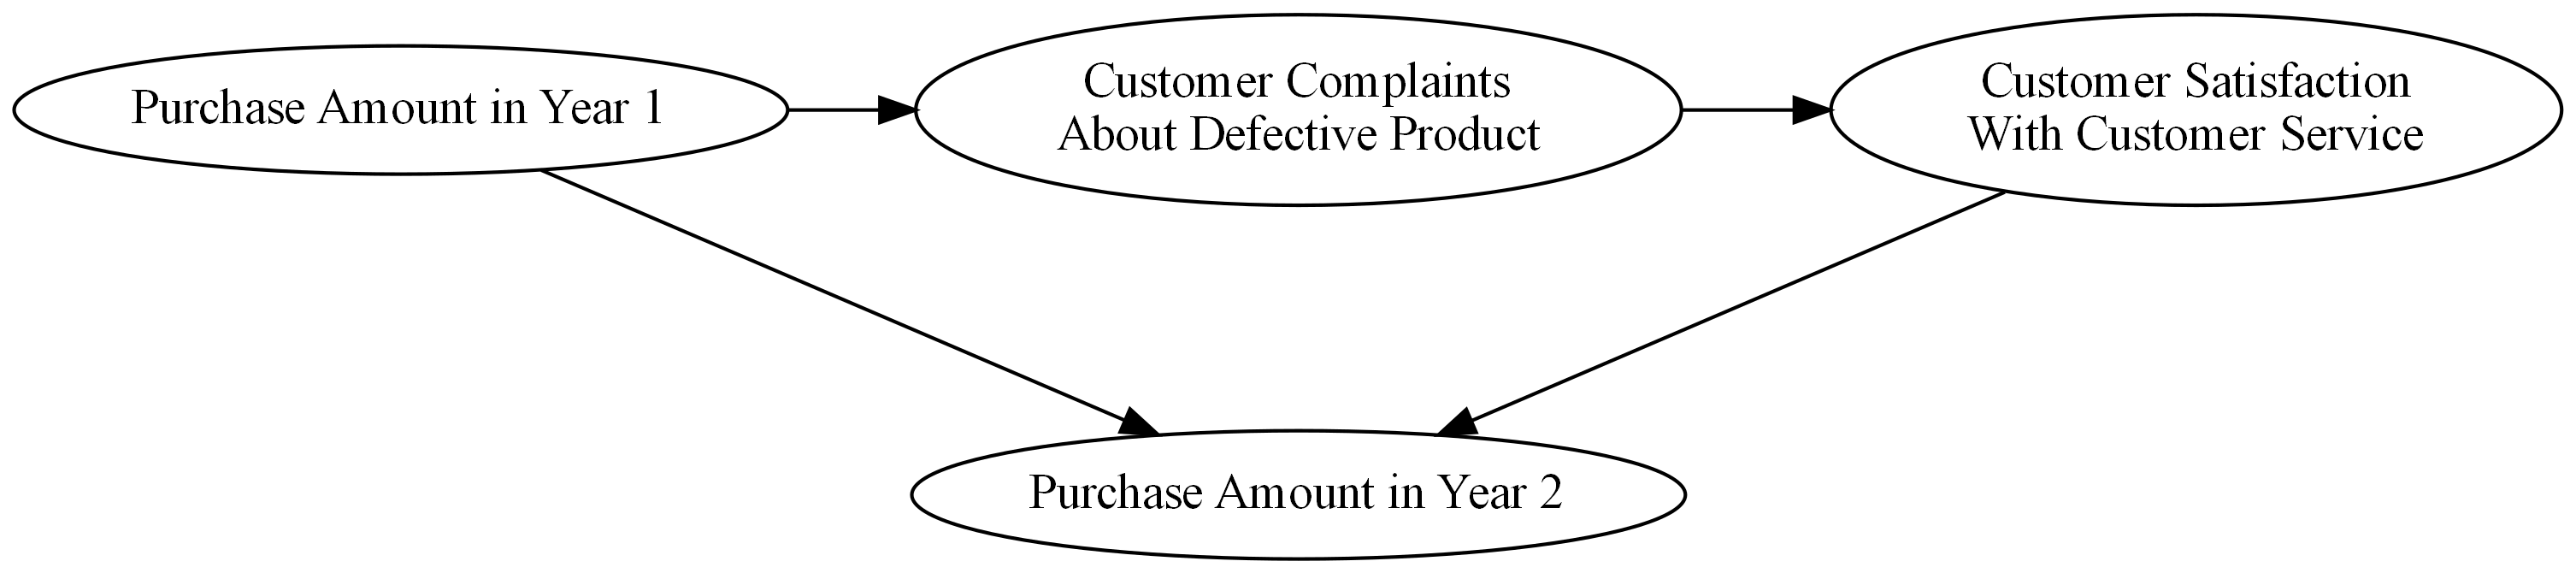 Purchase Amount in Year 1
Customer Complaints
About Defective Product
Customer Satisfaction
With Customer Service
Purchase Amount in Year 2